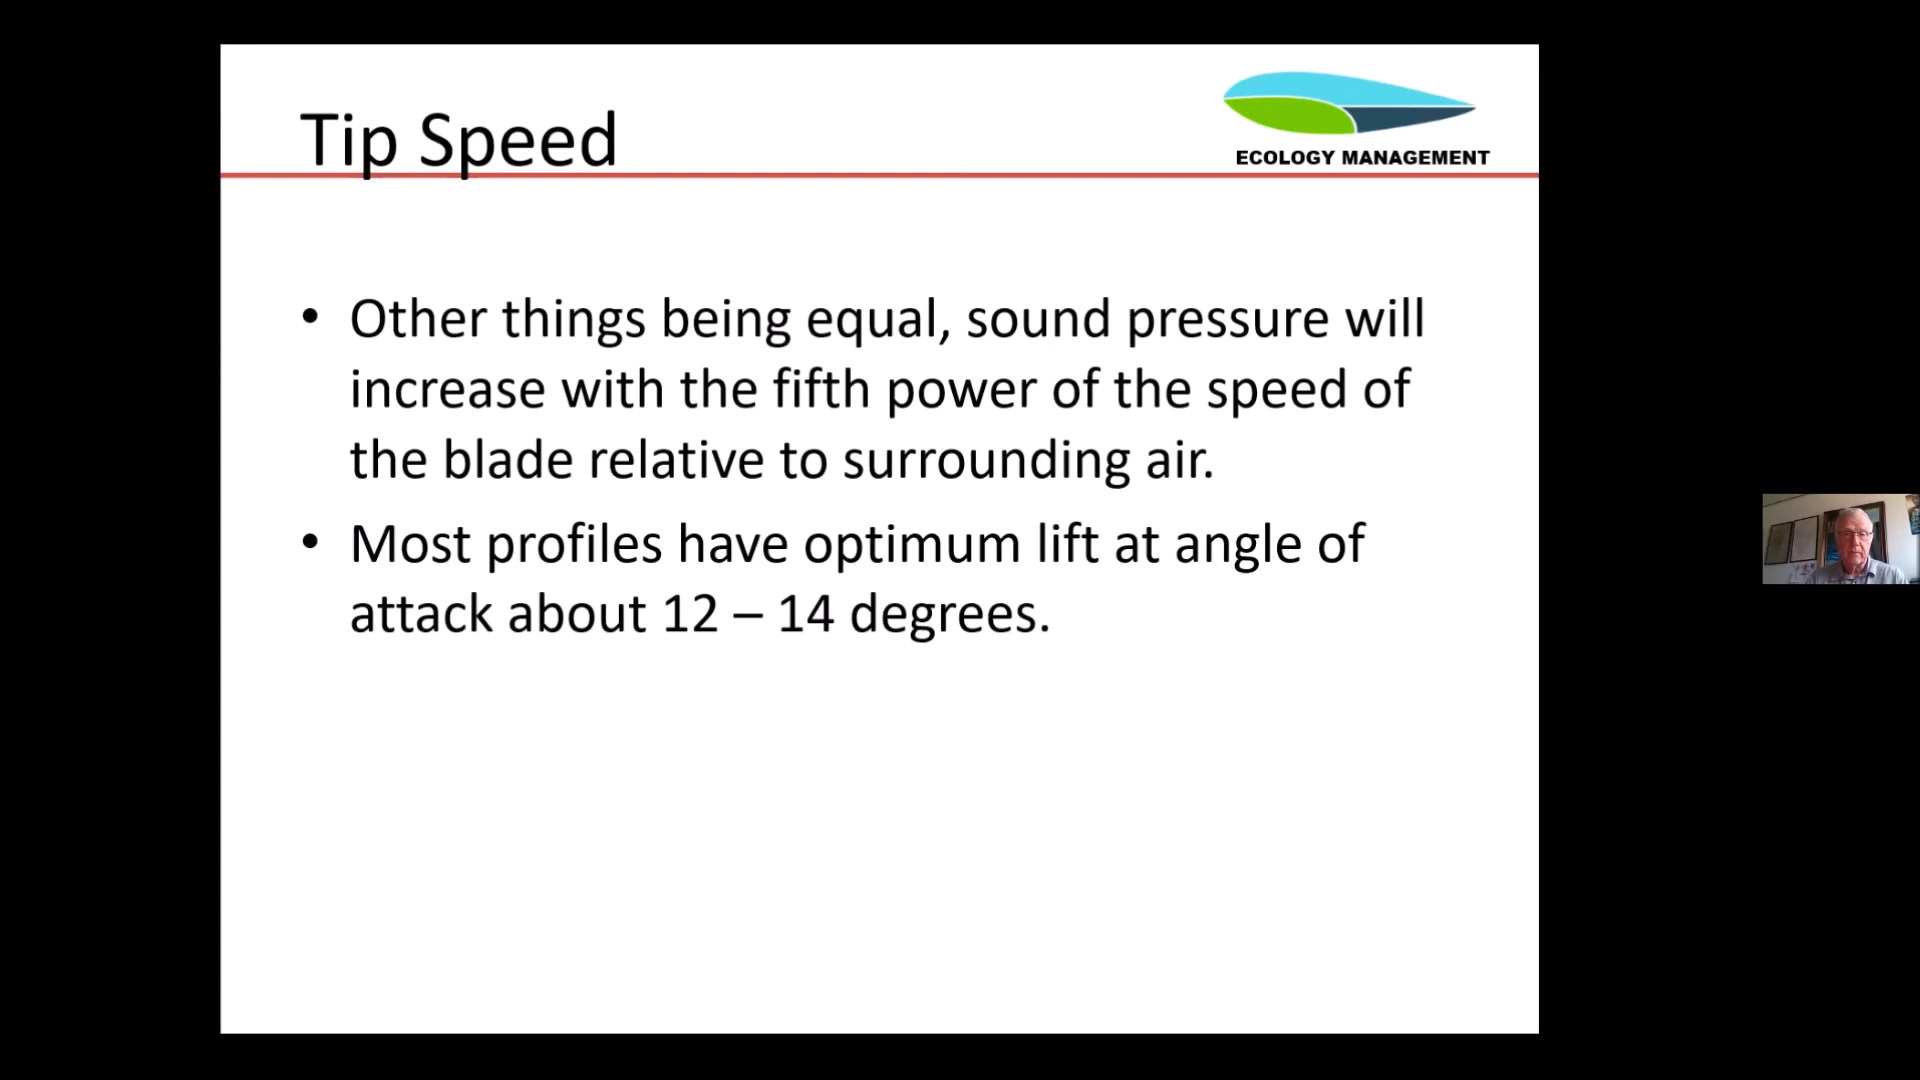 Tip Speed
ECOLOGY MANAGEMENT
• Other things being equal, sound pressure will
increase with the fifth power of the speed of
the blade relative to surrounding air.
• Most profiles have optimum lift at angle of
attack about 12 – 14 degrees.